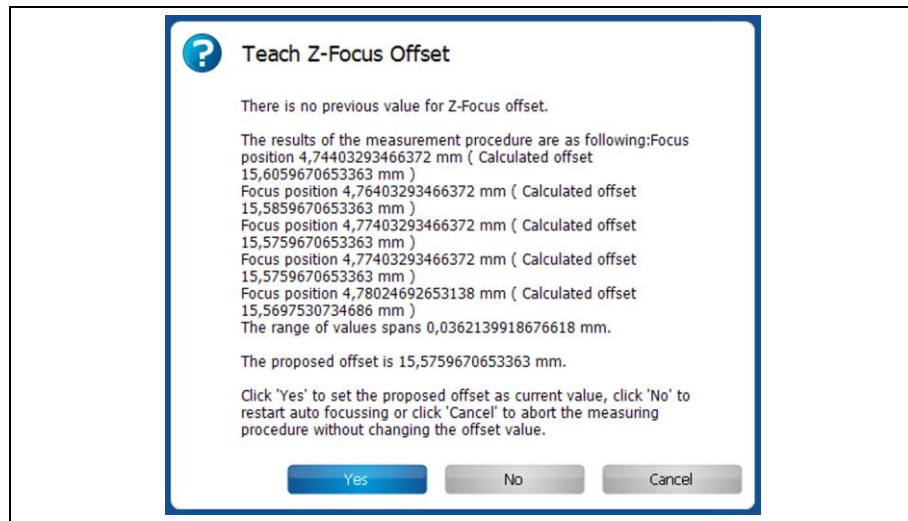 ?
Teach Z-Focus Offset
There is no previous value for Z-Focus offset.
The results of the measurement procedure are as following:Focus
position 4,74403293466372 mm ( Calculated offset
15,6059670653363 mm )
Focus position 4,76403293466372 mm ( Calculated offset
15,5859670653363 mm )
Focus position 4,77403293466372 mm ( Calculated offset
15,5759670653363 mm )
Focus position 4,77403293466372 mm ( Calculated offset
15,5759670653363 mm )
Focus position 4,78024692653138 mm ( Calculated offset
15,5697530734686 mm )
The range of values spans 0,0362139918676618 mm.
The proposed offset is 15,5759670653363 mm.
Click 'Yes' to set the proposed offset as current value, click 'No' to
restart auto focussing or click 'Cancel' to abort the measuring
procedure without changing the offset value.
Yes No Cancel